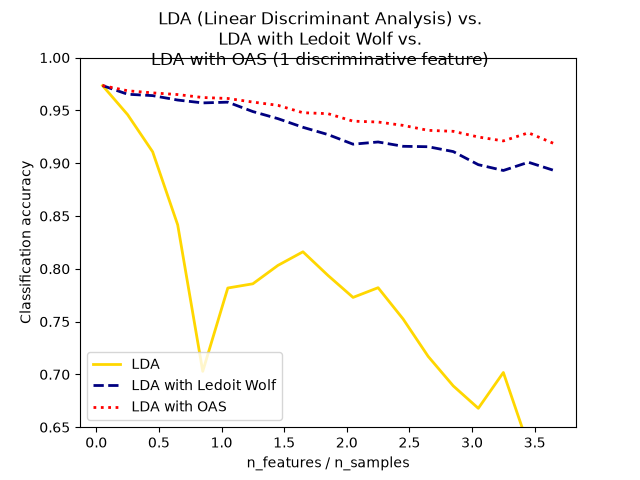 LDA (Linear Discriminant Analysis) vs.
LDA with Ledoit Wolf vs.
LDA with OAS (1 discriminative feature)
1.00
0.95
0.90
0.85
0.80
0.75
0.70
0.65
Classification accuracy
LDA
LDA with Ledoit Wolf
LDA with OAS
0.0 0.5 1.0 1.5 2.0 2.5 3.0 3.5
n_features / n_samples